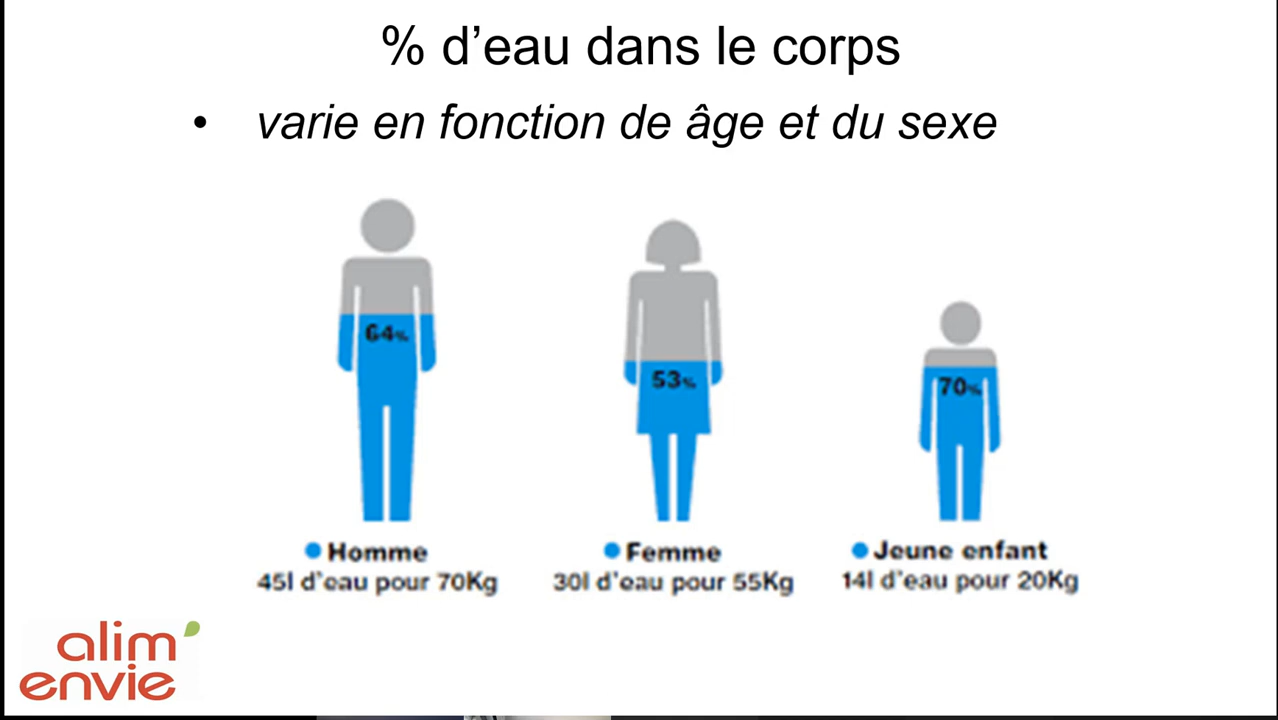 % d’eau dans le corps
• varie en fonction de âge et du sexe
64%
53%
70%
Homme
45l d’eau pour 70Kg
Femme
30l d’eau pour 55Kg
Jeune enfant
14l d’eau pour 20Kg
alim’
envie